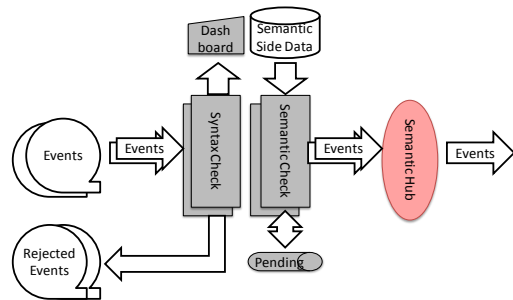 Dash
board
Semantic
Side Data
Events
Events
Syntax Check
Semantic Check
Events
Semantic Hub
Events
Rejected
Events
Pending